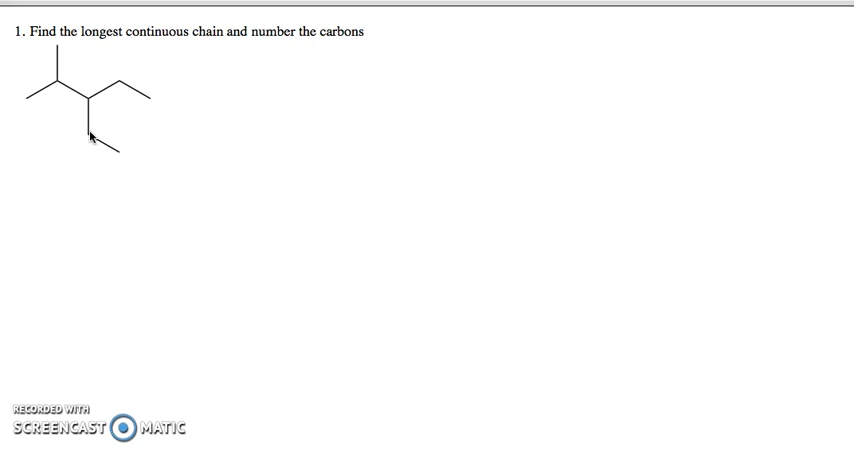 1. Find the longest continuous chain and number the carbons
RECORDED WITH
SCREENCAST MATIC